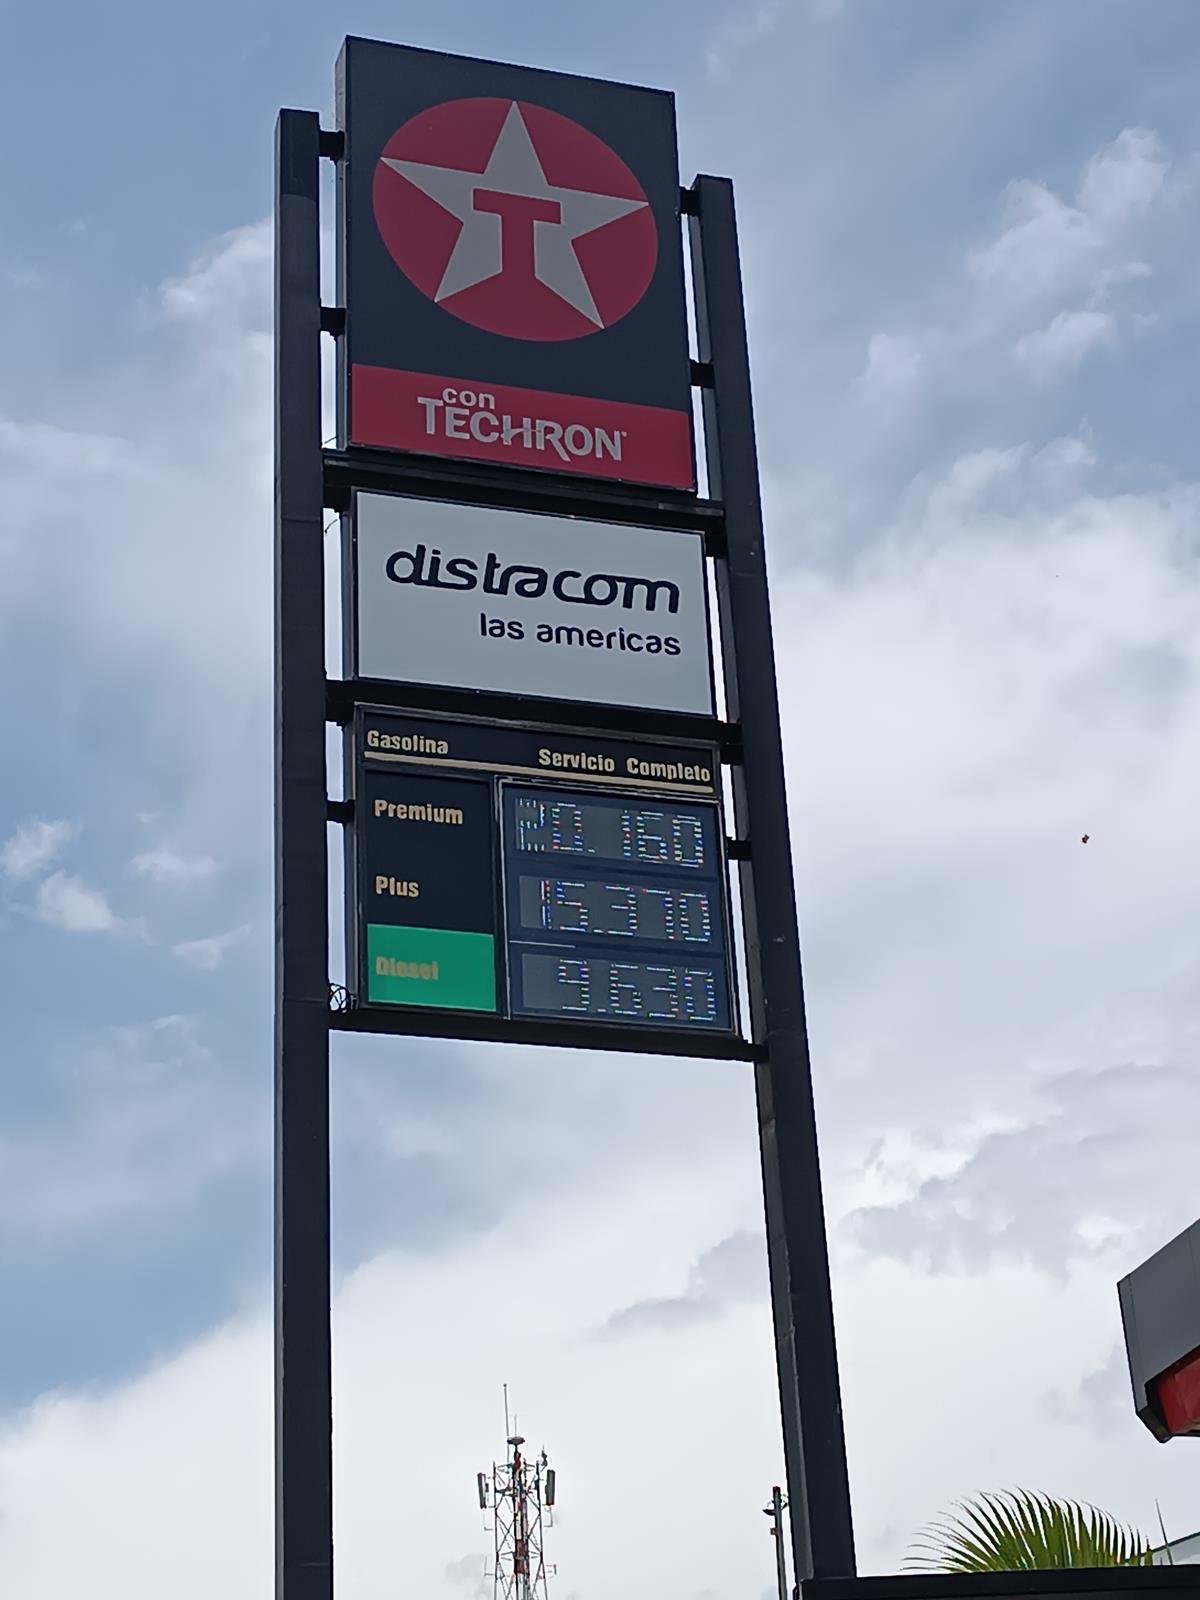 T
con
TECHRON
distracom
las americas
Gasolina Servicio Completo
Premium 20.160
Plus 15.370
Diesel 9.630